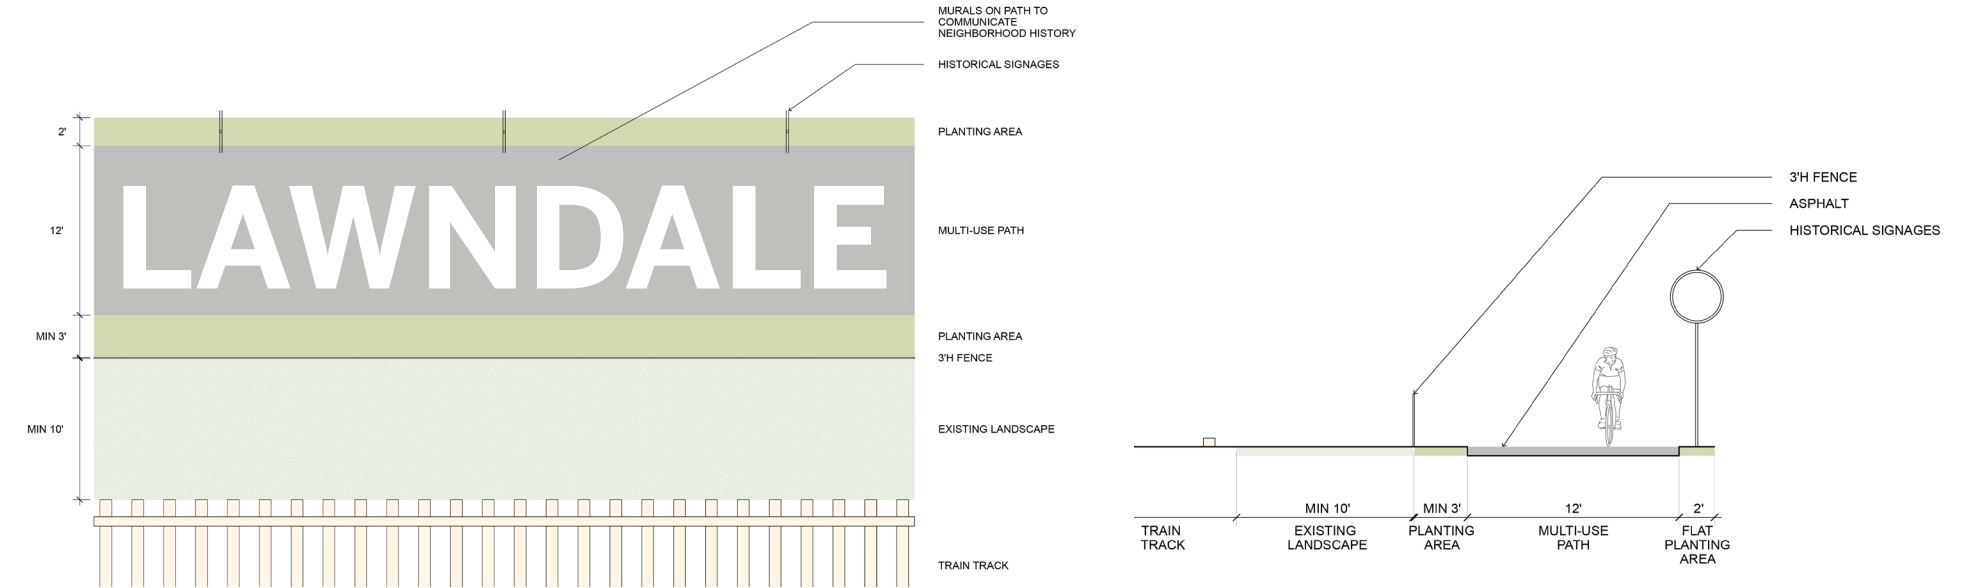 MURALS ON PATH TO
COMMUNICATE
NEIGHBORHOOD HISTORY
HISTORICAL SIGNAGES
2'
PLANTING AREA
LAWNDALE
12'
MULTI-USE PATH
MIN 3'
PLANTING AREA
3'H FENCE
MIN 10'
EXISTING LANDSCAPE
TRAIN TRACK
3'H FENCE
ASPHALT
HISTORICAL SIGNAGES
MIN 10'
MIN 3'
12'
2'
TRAIN
TRACK
EXISTING
LANDSCAPE
PLANTING
AREA
MULTI-USE
PATH
FLAT
PLANTING
AREA